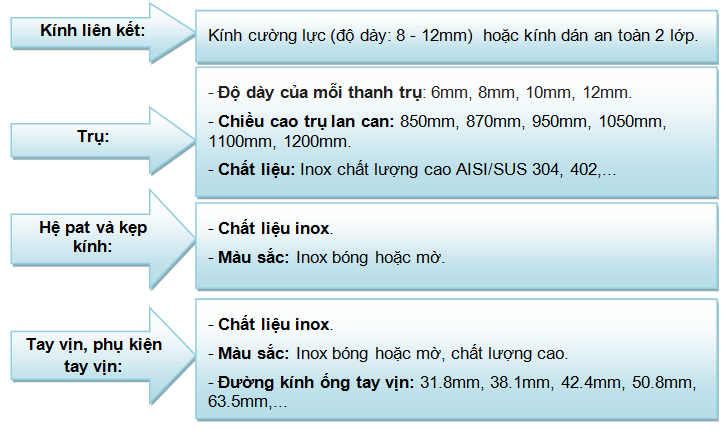 Kính liên kết:
Kính cường lực (độ dày: 8 - 12mm) hoặc kính dán an toàn 2 lớp.
Trụ:
- Độ dày của mỗi thanh trụ: 6mm, 8mm, 10mm, 12mm.
- Chiều cao trụ lan can: 850mm, 870mm, 950mm, 1050mm,
1100mm, 1200mm.
- Chất liệu: Inox chất lượng cao AISI/SUS 304, 402,...
Hệ pat và kẹp
kính:
- Chất liệu inox.
- Màu sắc: Inox bóng hoặc mờ.
Tay vịn, phụ kiện
tay vịn:
- Chất liệu inox.
- Màu sắc: Inox bóng hoặc mờ, chất lượng cao.
- Đường kính ống tay vịn: 31.8mm, 38.1mm, 42.4mm, 50.8mm,
63.5mm,...